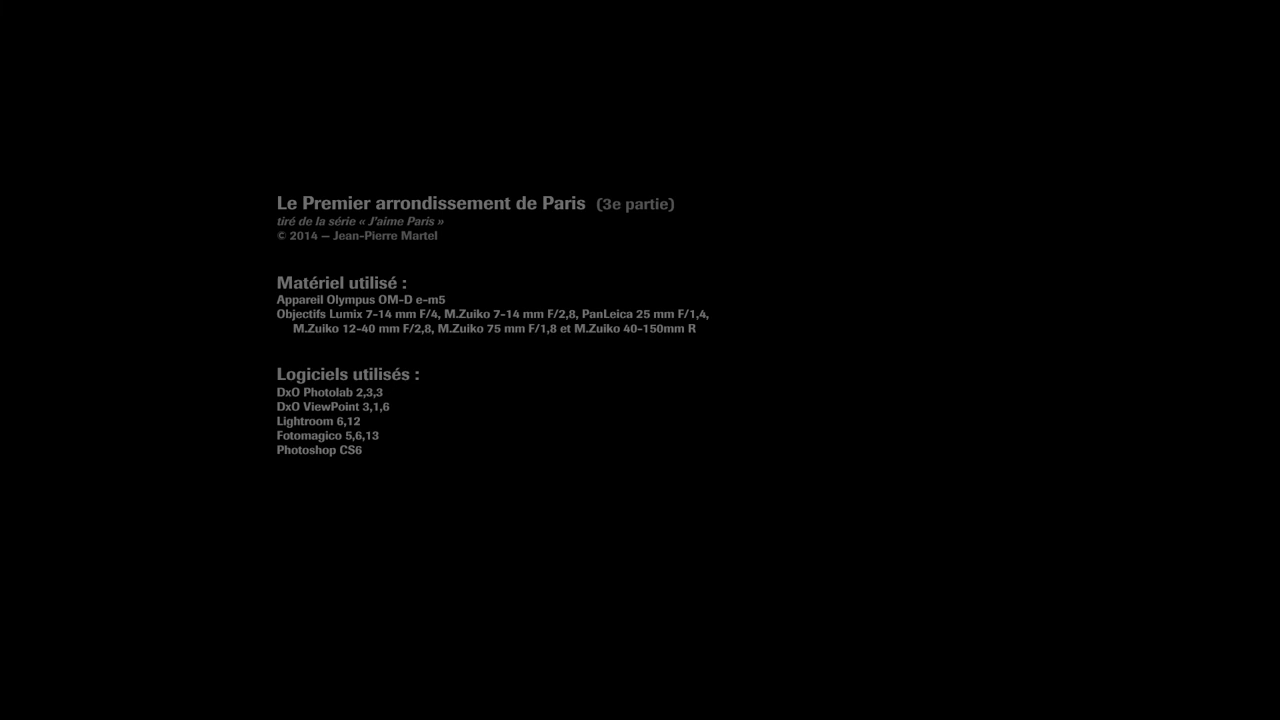 Le Premier arrondissement de Paris (3e partie)
tiré de la série « J'aime Paris »
© 2014 — Jean-Pierre Martel
Matériel utilisé :
Appareil Olympus OM-D e-m5
Objectifs Lumix 7-14 mm F/4, M.Zuiko 7-14 mm F/2,8, PanLeica 25 mm F/1,4,
M.Zuiko 12-40 mm F/2,8, M.Zuiko 75 mm F/1,8 et M.Zuiko 40-150mm R
Logiciels utilisés :
DxO Photolab 2,3,3
DxO ViewPoint 3,1,6
Lightroom 6,12
Fotomagico 5,6,13
Photoshop CS6